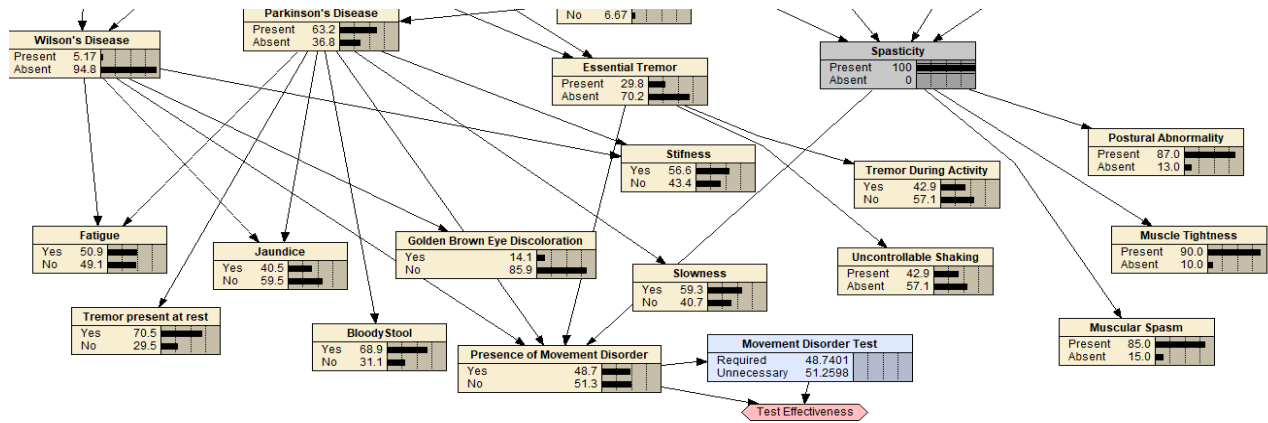 Parkinson's Disease
Present 63.2
Absent 36.8
No 6.67
Wilson's Disease
Present 5.17
Absent 94.8
Spasticity
Present 100
Absent 0
Essential Tremor
Present 29.8
Absent 70.2
Postural Abnormality
Present 87.0
Absent 13.0
Stifness
Yes 56.6
No 43.4
Tremor During Activity
Yes 42.9
No 57.1
Fatigue
Yes 50.9
No 49.1
Jaundice
Yes 40.5
No 59.5
Golden Brown Eye Discoloration
Yes 14.1
No 85.9
Slowness
Yes 59.3
No 40.7
Uncontrollable Shaking
Present 42.9
Absent 57.1
Muscle Tightness
Present 90.0
Absent 10.0
Tremor present at rest
Yes 70.5
No 29.5
BloodyStool
Yes 68.9
No 31.1
Presence of Movement Disorder
Yes 48.7
No 51.3
Movement Disorder Test
Required 48.7401
Unnecessary 51.2598
Muscular Spasm
Present 85.0
Absent 15.0
Test Effectiveness